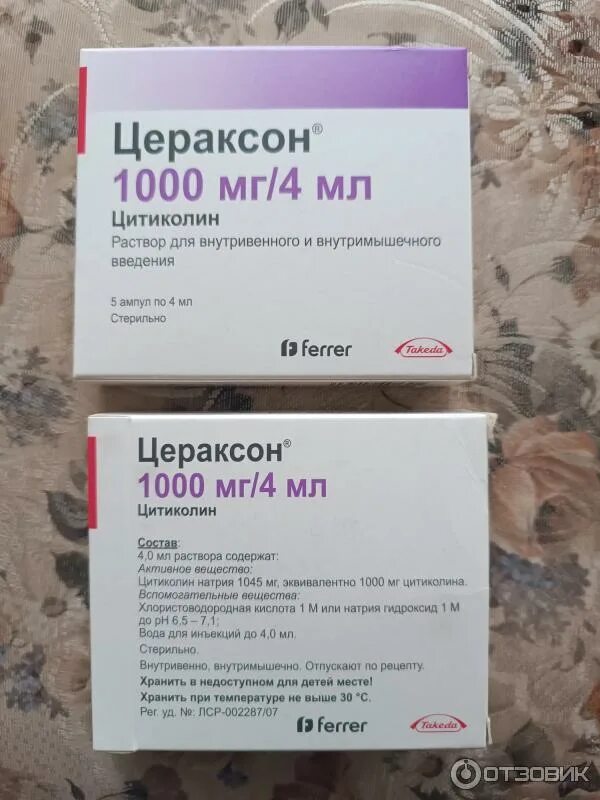 Цераксон®
1000 мг/4 мл
Цитиколин
Раствор для внутривенного и внутримышечного
введения
5 ампул по 4 мл
Стерильно
ferrer
Takeda
Цераксон®
1000 мг/4 мл
Цитиколин
Состав:
4,0 мл раствора содержат:
Активное вещество:
Цитиколин натрия 1045 мг, эквивалентно 1000 мг цитиколина.
Вспомогательные вещества:
Хлористоводородная кислота 1 М или натрия гидроксид 1 М
до pH 6,5 – 7,1;
Вода для инъекций до 4,0 мл.
Стерильно.
Внутривенно, внутримышечно. Отпускают по рецепту.
Хранить в недоступном для детей месте!
Хранить при температуре не выше 30 °С.
Рег. уд. №: ЛСР-002287/07
ferrer
Takeda
ОТЗОВИК